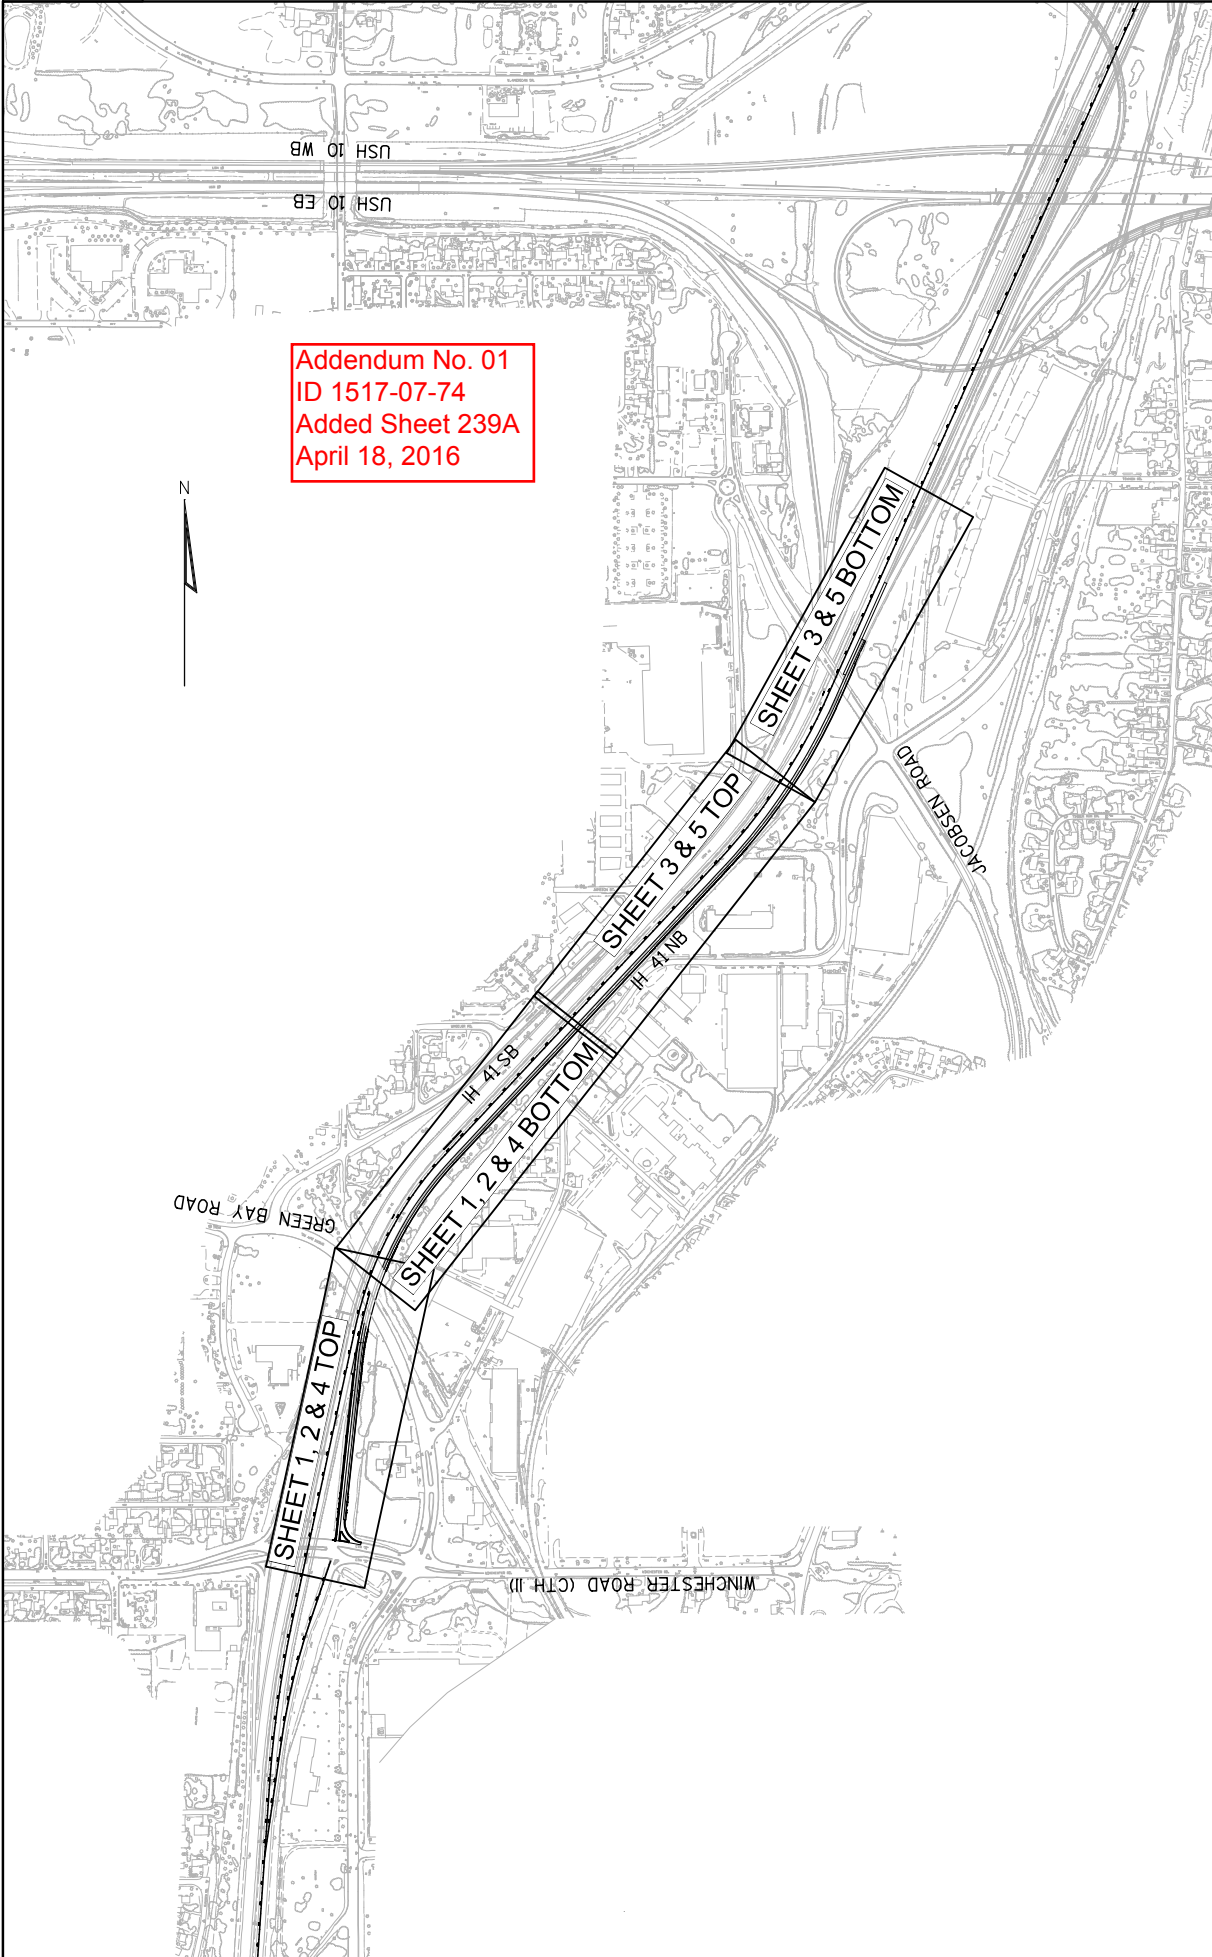 USH 10 WB
USH 10 EB
Addendum No. 01
ID 1517-07-74
Added Sheet 239A
April 18, 2016
N
SHEET 3 & 5 BOTTOM
JACOBSEN ROAD
SHEET 3 & 5 TOP
IH 41 NB
IH 41 SB
SHEET 1, 2 & 4 BOTTOM
GREEN BAY ROAD
SHEET 1, 2 & 4 TOP
WINCHESTER ROAD (CTH II)